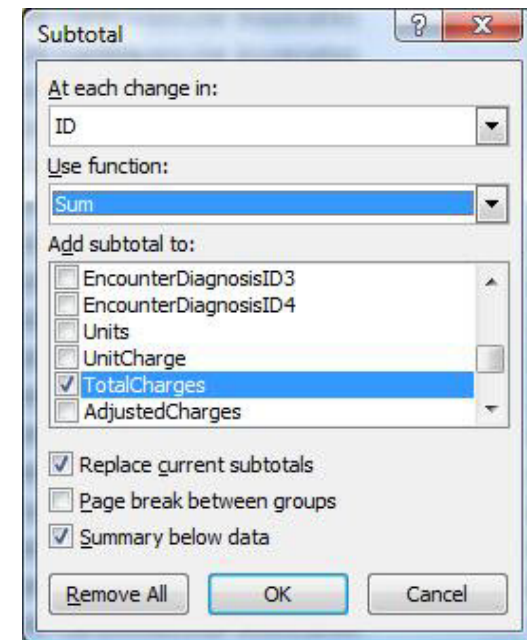 Subtotal
?
At each change in:
ID
Use function:
Sum
Add subtotal to:
EncounterDiagnosisID3
EncounterDiagnosisID4
Units
UnitCharge
TotalCharges
AdjustedCharges
Replace current subtotals
Page break between groups
Summary below data
Remove All OK Cancel